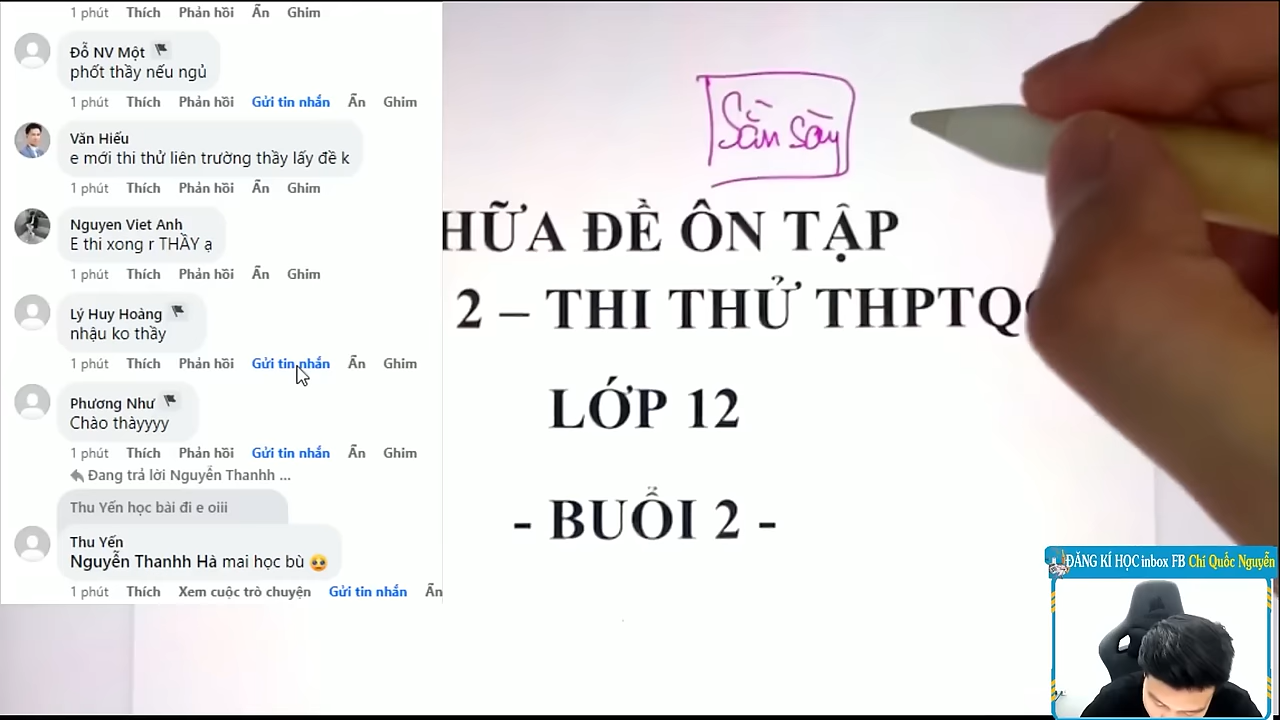 1 phút Thích Phản hồi Ẩn Ghim
Đỗ NV Một
phốt thầy nếu ngủ
1 phút Thích Phản hồi Gửi tin nhắn Ẩn Ghim
Văn Hiếu
e mới thi thử liên trường thầy lấy đề k
1 phút Thích Phản hồi Ẩn Ghim
Nguyen Viet Anh
E thi xong r THẦY ạ
1 phút Thích Phản hồi Ẩn Ghim
Lý Huy Hoàng
nhậu ko thầy
1 phút Thích Phản hồi Gửi tin nhắn Ẩn Ghim
Phương Như
Chào thàyyyy
1 phút Thích Phản hồi Gửi tin nhắn Ẩn Ghim
Đang trả lời Nguyễn Thanhh ...
Thu Yến học bài đi e oiii
Thu Yến
Nguyễn Thanhh Hà mai học bù 🥹
1 phút Thích Xem cuộc trò chuyện Gửi tin nhắn Ẩn
Sẵn sàng
HỮA ĐỀ ÔN TẬP
2 – THI THỬ THPTQ
LỚP 12
- BUỔI 2 -
ĐĂNG KÍ HỌC inbox FB Chí Quốc Nguyễn